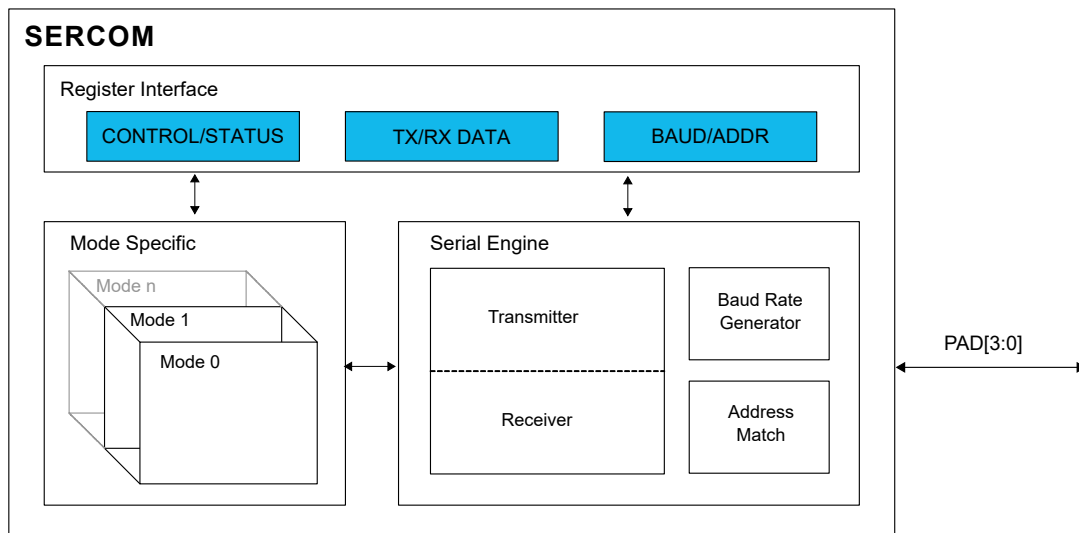 SERCOM
Register Interface
CONTROL/STATUS
TX/RX DATA
BAUD/ADDR
Mode Specific
Mode n
Mode 1
Mode 0
Serial Engine
Transmitter
Receiver
Baud Rate
Generator
Address
Match
PAD[3:0]